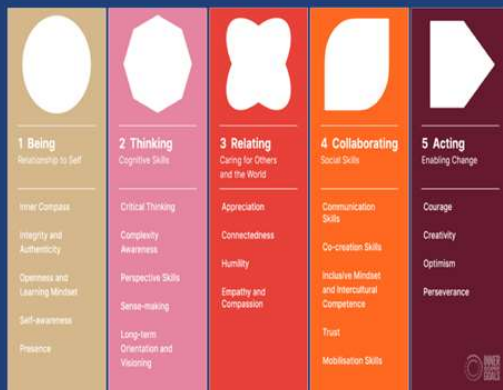 1 Being
Relationship to Self
Inner Compass
Integrity and
Authenticity
Openness and
Learning Mindset
Self-awareness
Presence
2 Thinking
Cognitive Skills
Critical Thinking
Complexity
Awareness
Perspective Skills
Sense-making
Long-term
Orientation and
Visioning
3 Relating
Caring for Others
and the World
Appreciation
Connectedness
Humility
Empathy and
Compassion
4 Collaborating
Social Skills
Communication
Skills
Co-creation Skills
Inclusive Mindset
and Intercultural
Competence
Trust
Mobilisation Skills
5 Acting
Enabling Change
Courage
Creativity
Optimism
Perseverance
INNER
GOALS